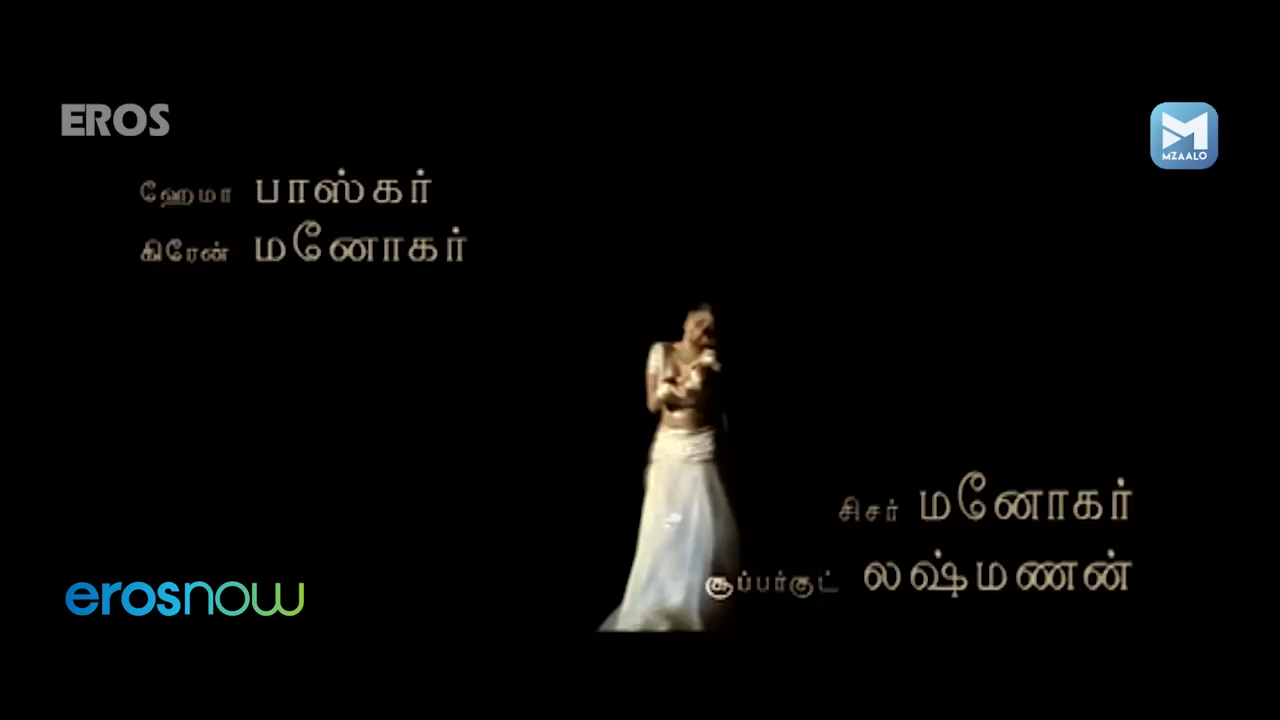 EROS
MZAALO
ஹேமா பாஸ்கர்
கிரேன் மனோகர்
சிசர் மனோகர்
சூப்பர்குட் லஷ்மணன்
erosnow